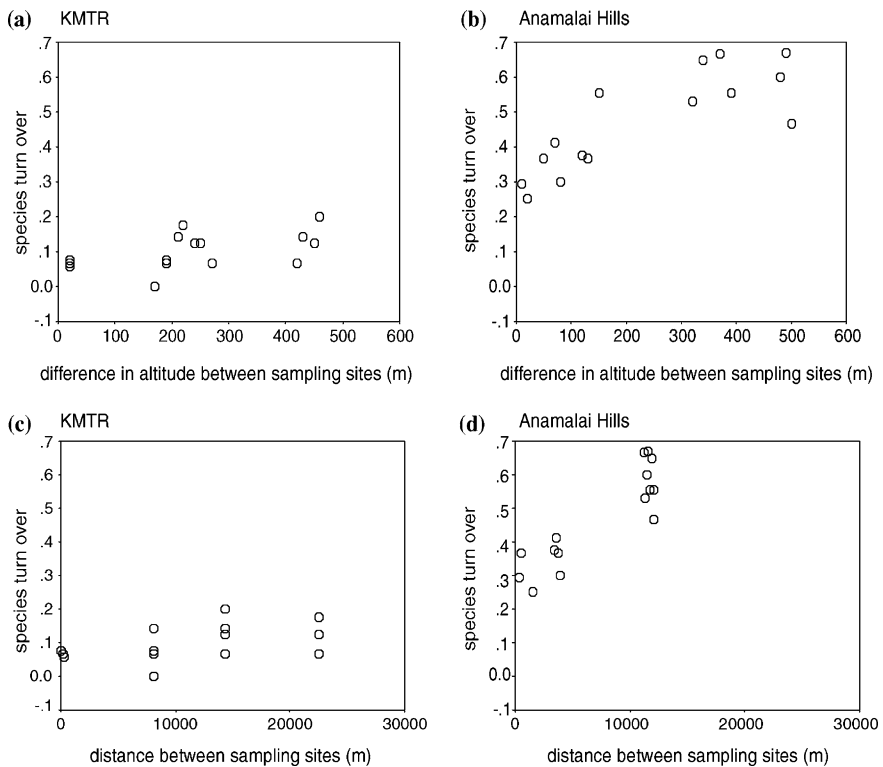 (a) KMTR
.7
.6
.5
.4
.3
.2
.1
0.0
-.1
species turn over
0 100 200 300 400 500 600
difference in altitude between sampling sites (m)
(b) Anamalai Hills
.7
.6
.5
.4
.3
.2
.1
0.0
-.1
species turn over
0 100 200 300 400 500 600
difference in altitude between sampling sites (m)
(c) KMTR
.7
.6
.5
.4
.3
.2
.1
0.0
-.1
species turn over
0 10000 20000 30000
distance between sampling sites (m)
(d) Anamalai Hills
.7
.6
.5
.4
.3
.2
.1
0.0
-.1
species turn over
0 10000 20000 30000
distance between sampling sites (m)